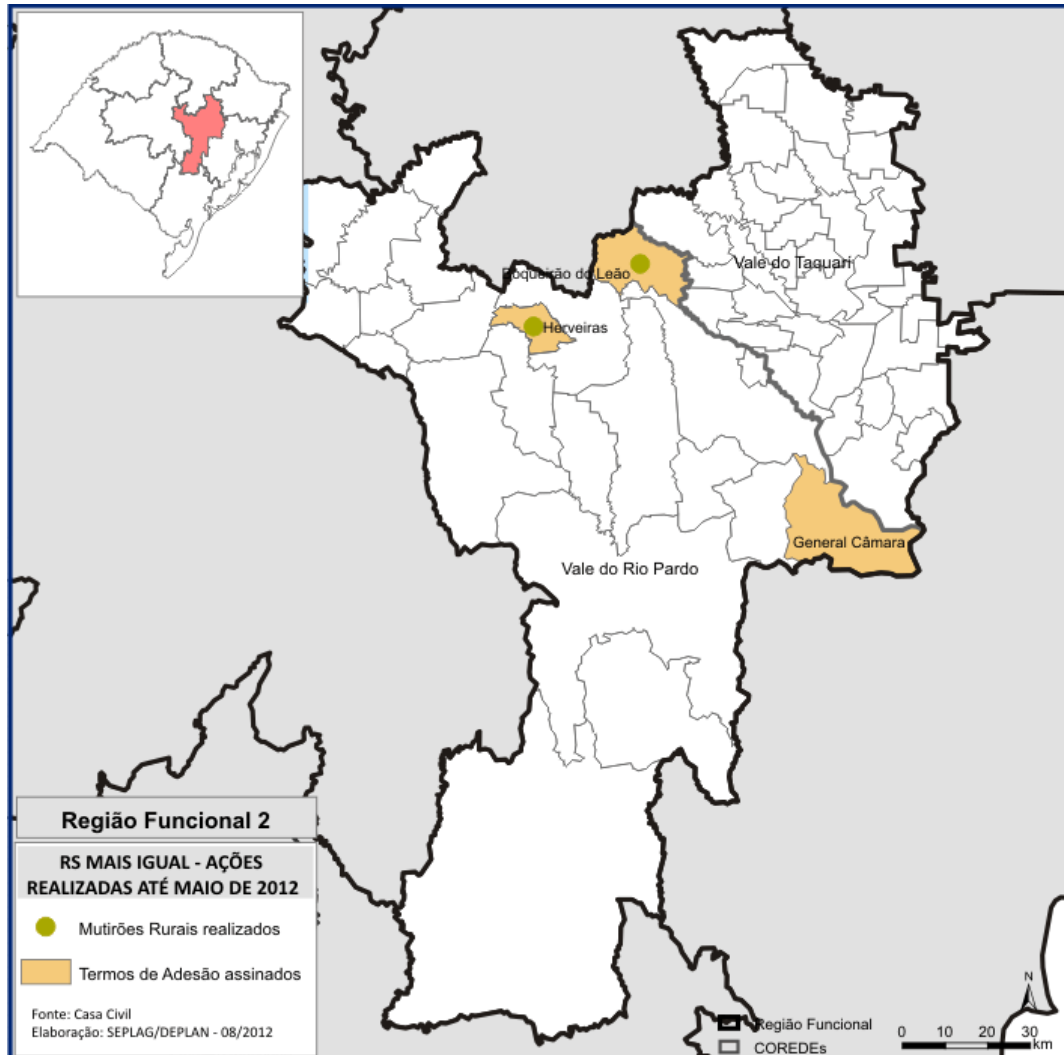 Boqueirão do Leão
Vale do Taquari
Herveiras
General Câmara
Vale do Rio Pardo
Região Funcional 2
RS MAIS IGUAL - AÇÕES
REALIZADAS ATÉ MAIO DE 2012
Mutirões Rurais realizados
Termos de Adesão assinados
Fonte: Casa Civil
Elaboração: SEPLAG/DEPLAN - 08/2012
Região Funcional
COREDEs
N
0 10 20 30
km